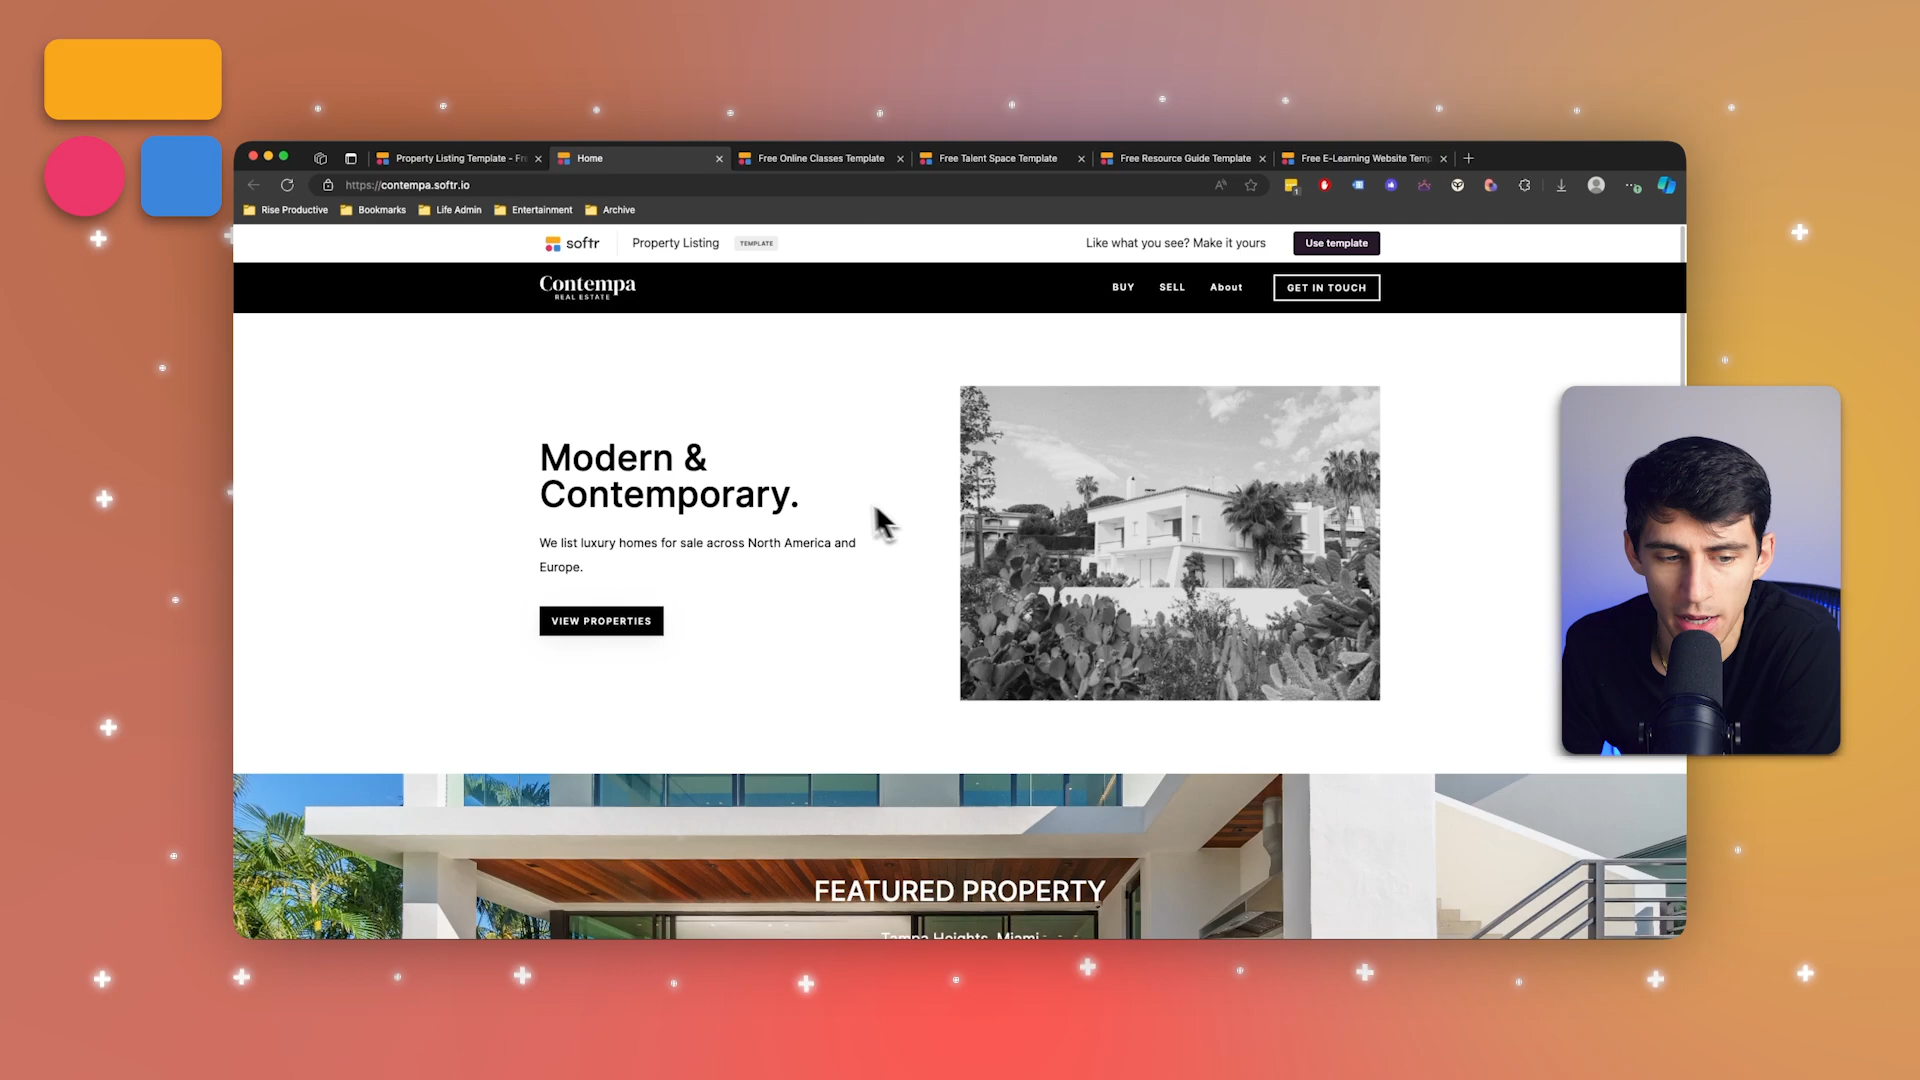 Property Listing Template - Fr
Home
Free Online Classes Template
Free Talent Space Template
Free Resource Guide Template
Free E-Learning Website Temp
https://contempa.softr.io
Rise Productive
Bookmarks
Life Admin
Entertainment
Archive
softr
Property Listing
TEMPLATE
Like what you see? Make it yours
Use template
Contempa
REAL ESTATE
BUY
SELL
About
GET IN TOUCH
Modern &
Contemporary.
We list luxury homes for sale across North America and
Europe.
VIEW PROPERTIES
FEATURED PROPERTY
Tampa Heights, Miami